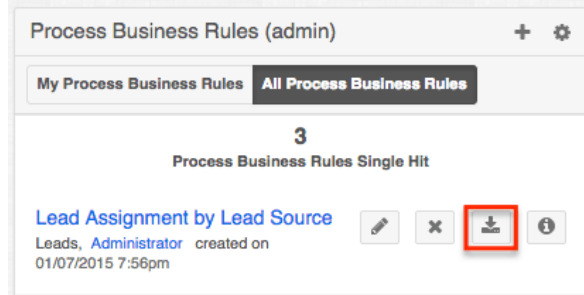 Process Business Rules (admin)
My Process Business Rules All Process Business Rules
3
Process Business Rules Single Hit
Lead Assignment by Lead Source
Leads, Administrator created on
01/07/2015 7:56pm